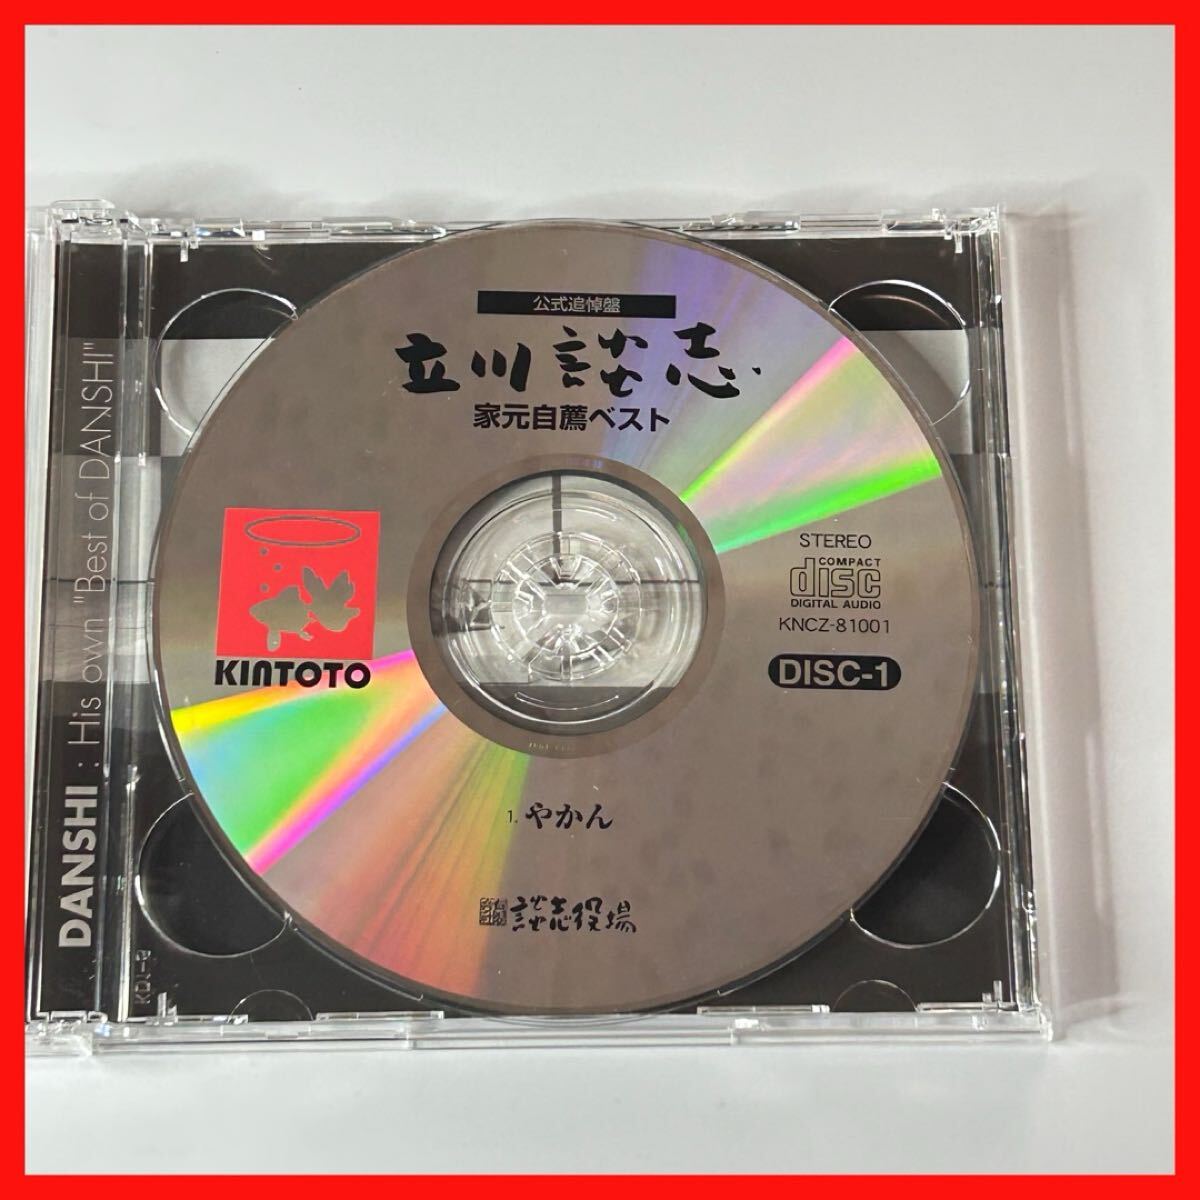 公式追悼盤
立川談志
家元自薦ベスト
KINTOTO
STEREO
COMPACT
disc
DIGITAL AUDIO
KNCZ-81001
DISC-1
1. やかん
談志役場
DANSHI : His own "Best of DANSHI"